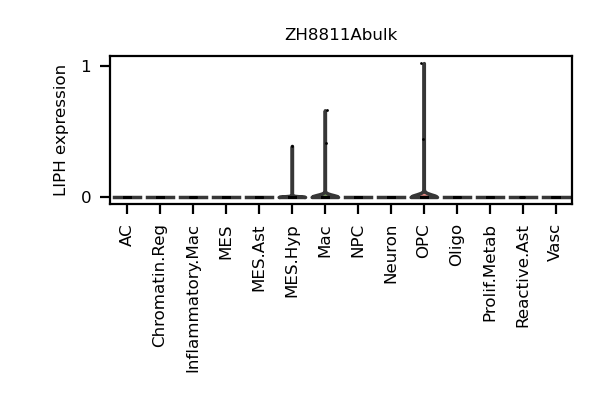 ZH8811Abulk
LIPH expression
1
0
AC
Chromatin.Reg
Inflammatory.Mac
MES
MES.Ast
MES.Hyp
Mac
NPC
Neuron
OPC
Oligo
Prolif.Metab
Reactive.Ast
Vasc